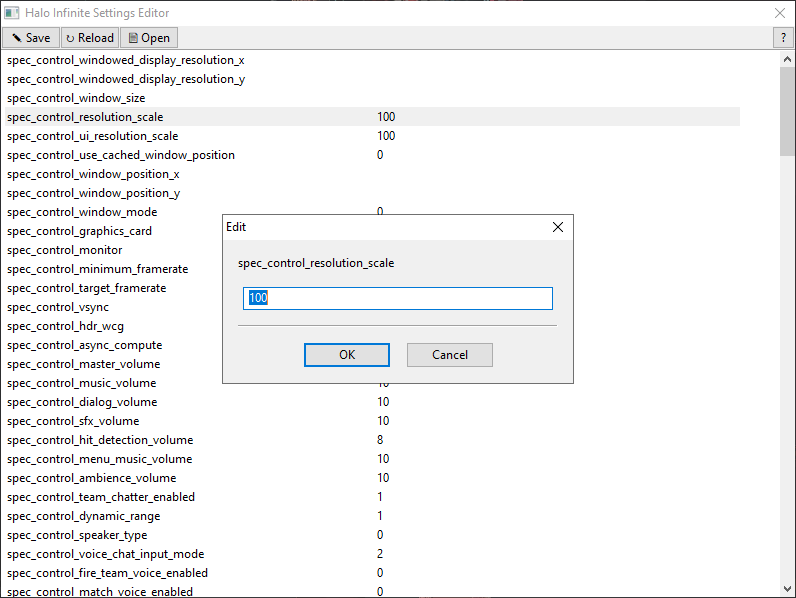 Halo Infinite Settings Editor
Save Reload Open ?
spec_control_windowed_display_resolution_x
spec_control_windowed_display_resolution_y
spec_control_window_size
spec_control_resolution_scale 100
spec_control_ui_resolution_scale 100
spec_control_use_cached_window_position 0
spec_control_window_position_x
spec_control_window_position_y
spec_control_window_mode 0
spec_control_graphics_card
spec_control_monitor
spec_control_minimum_framerate
spec_control_target_framerate
spec_control_vsync
spec_control_hdr_wcg
spec_control_async_compute
spec_control_master_volume
spec_control_music_volume 10
spec_control_dialog_volume 10
spec_control_sfx_volume 10
spec_control_hit_detection_volume 8
spec_control_menu_music_volume 10
spec_control_ambience_volume 10
spec_control_team_chatter_enabled 1
spec_control_dynamic_range 1
spec_control_speaker_type 0
spec_control_voice_chat_input_mode 2
spec_control_fire_team_voice_enabled 0
spec_control_match_voice_enabled 0
Edit
spec_control_resolution_scale
100
OK Cancel